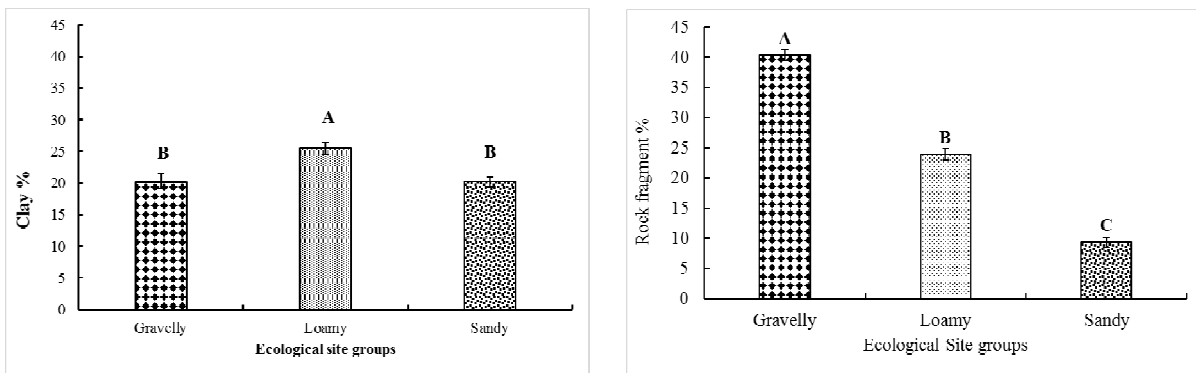 45
40
35
30
25
20
15
10
5
0
Clay %
B
A
B
Gravelly Loamy Sandy
Ecological site groups
45
40
35
30
25
20
15
10
5
0
Rock fragment %
A
B
C
Gravelly Loamy Sandy
Ecological Site groups